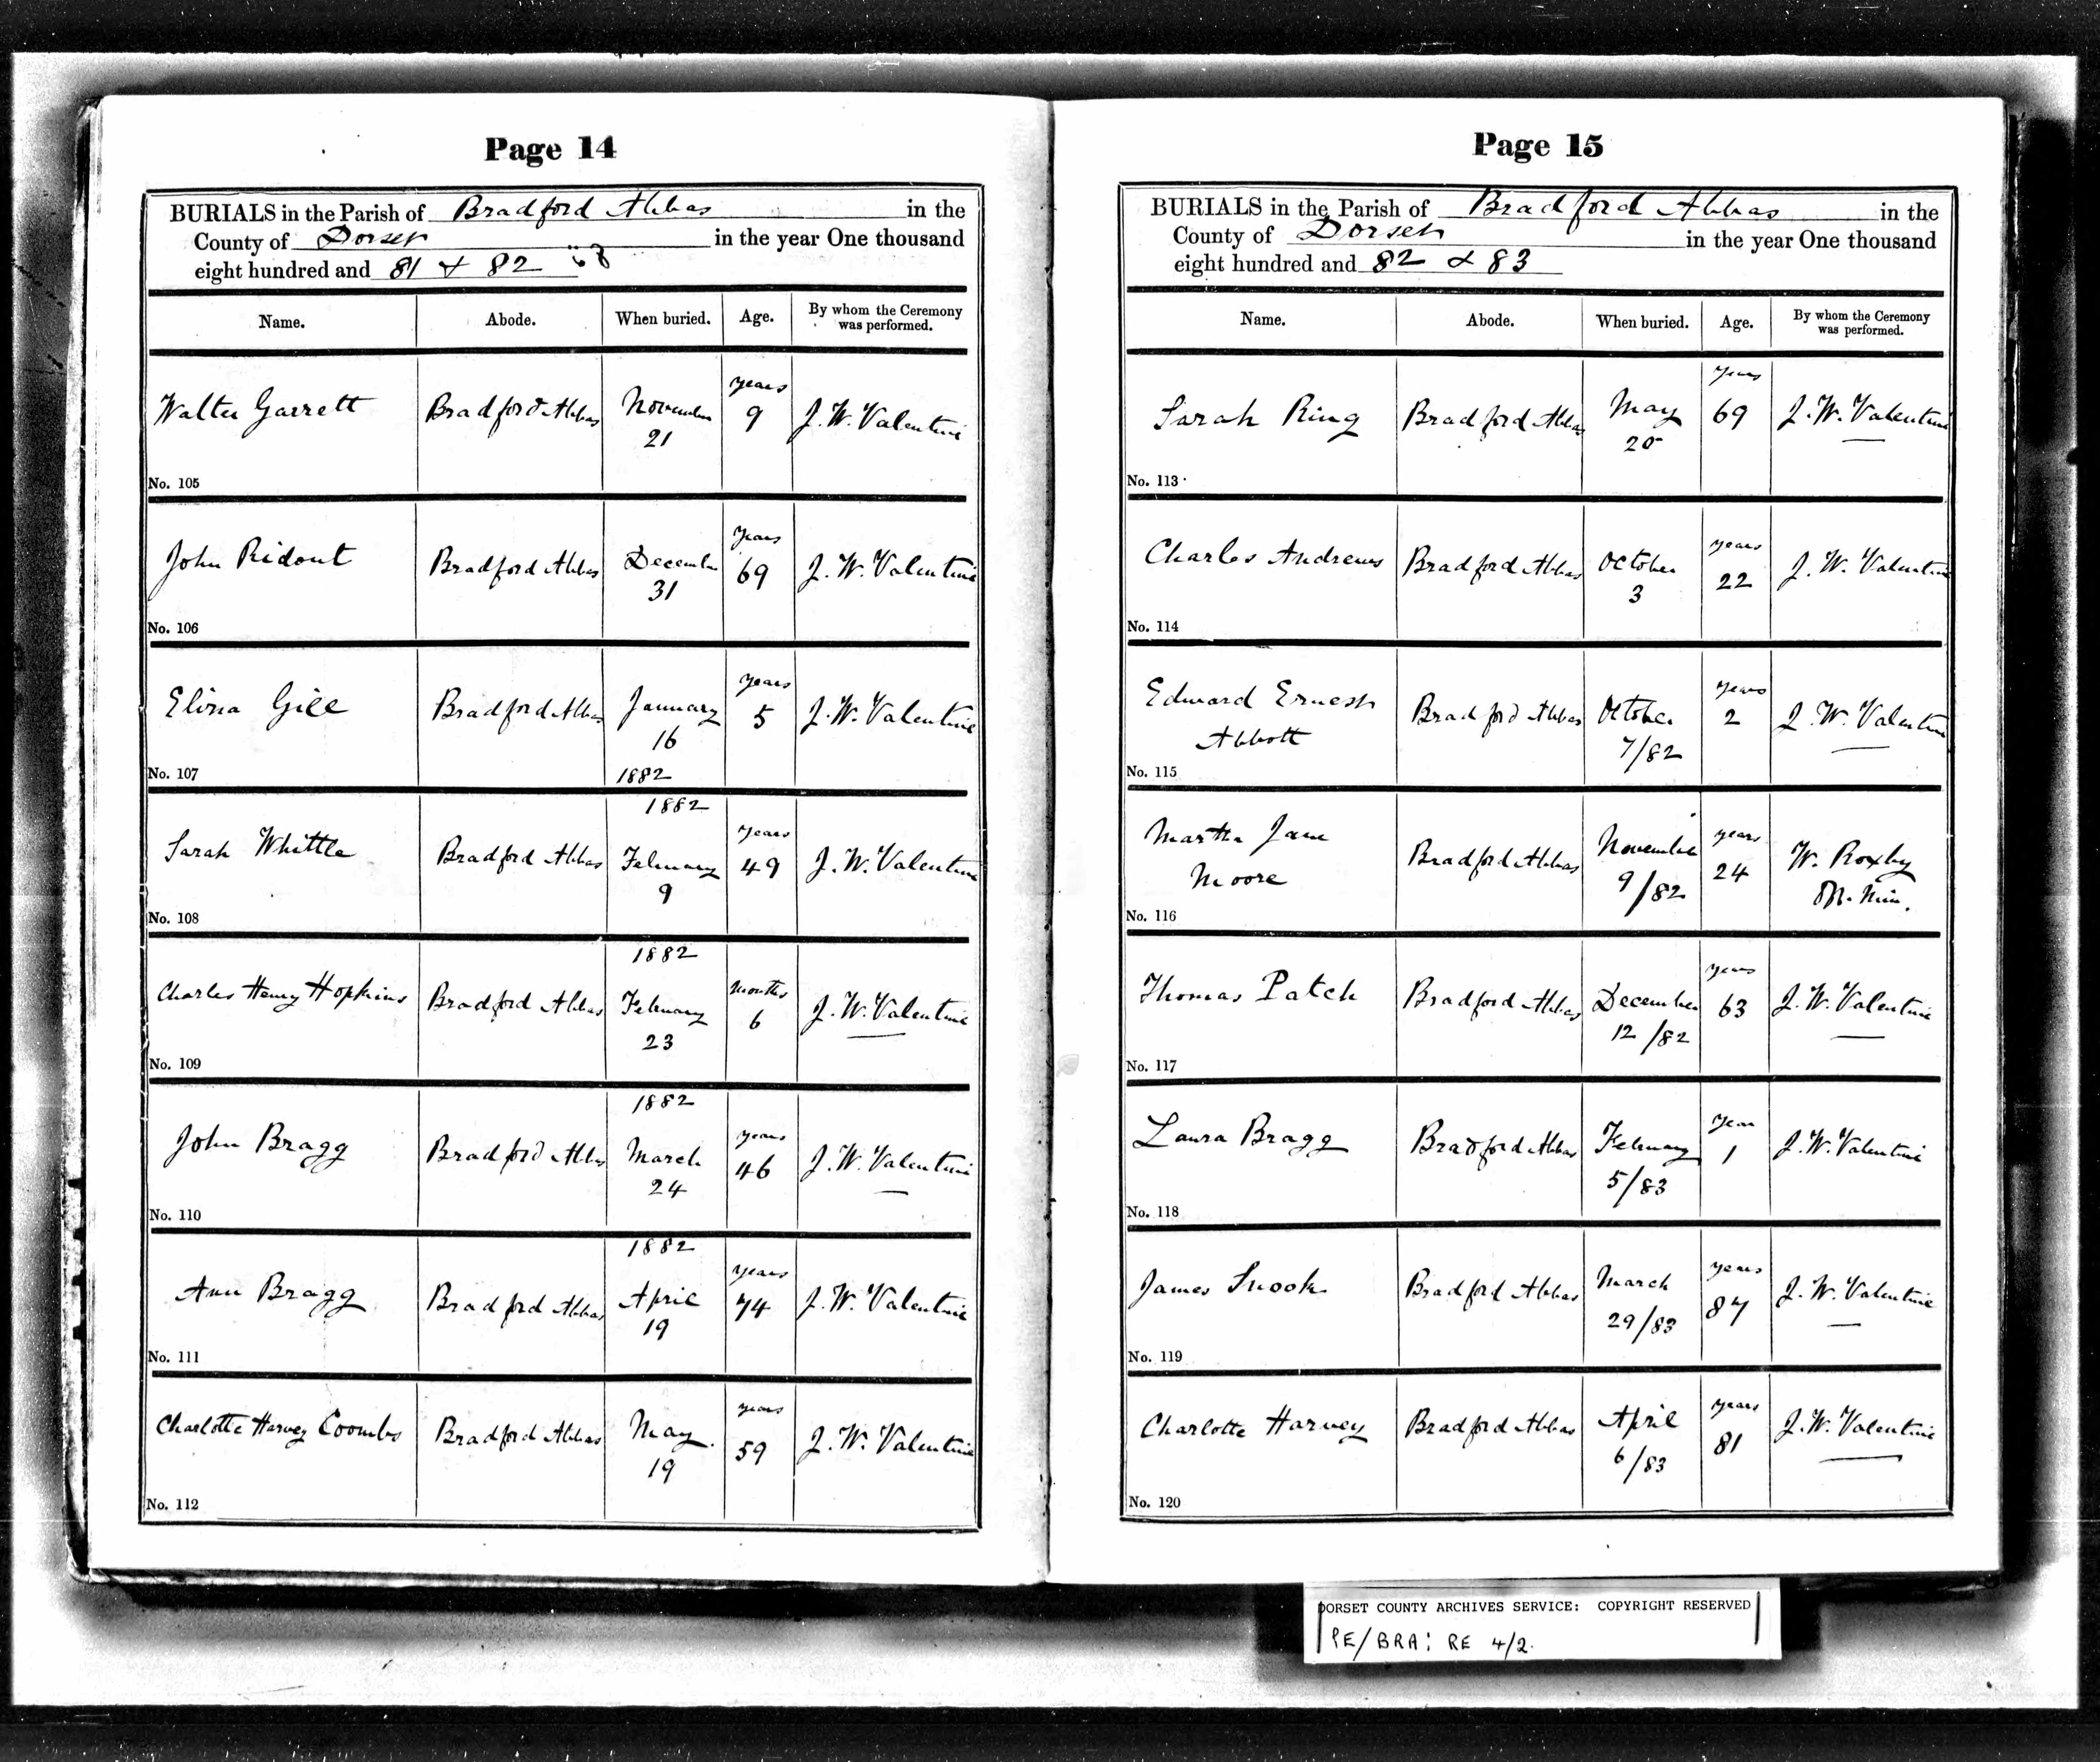 Page 14
BURIALS in the Parish of Bradford Abbas in the
County of Dorset in the year One thousand
eight hundred and 81 & 82
Name. Abode. When buried. Age. By whom the Ceremony was performed.
Walter Garrett Bradford Abbas November 21 years 9 J. W. Valentine
No. 105
John Ridout Bradford Abbas December 31 years 69 J. W. Valentine
No. 106
Eliza Gill Bradford Abbas January 16 1882 years 5 J. W. Valentine
No. 107
Sarah Whittle Bradford Abbas 1882 February 9 years 49 J. W. Valentine
No. 108
Charles Henry Hopkins Bradford Abbas 1882 February 23 months 6 J. W. Valentine
No. 109
John Bragg Bradford Abbas 1882 March 24 years 46 J. W. Valentine
No. 110
Ann Bragg Bradford Abbas 1882 April 19 years 74 J. W. Valentine
No. 111
Charlotte Harvey Coombs Bradford Abbas May 19 years 59 J. W. Valentine
No. 112
Page 15
BURIALS in the Parish of Bradford Abbas in the
County of Dorset in the year One thousand
eight hundred and 82 & 83
Name. Abode. When buried. Age. By whom the Ceremony was performed.
Sarah Ring Bradford Abbas May 20 years 69 J. W. Valentine
No. 113
Charles Andrews Bradford Abbas October 3 years 22 J. W. Valentine
No. 114
Edward Ernest Abbott Bradford Abbas October 7/82 years 2 J. W. Valentine
No. 115
Martha Jane Moore Bradford Abbas November 9/82 years 24 W. Roxby Min.
No. 116
Thomas Patch Bradford Abbas December 12/82 years 63 J. W. Valentine
No. 117
Laura Bragg Bradford Abbas February 5/83 Year 1 J. W. Valentine
No. 118
James Snook Bradford Abbas March 29/83 years 87 J. W. Valentine
No. 119
Charlotte Harvey Bradford Abbas April 6/83 years 81 J. W. Valentine
No. 120
DORSET COUNTY ARCHIVES SERVICE: COPYRIGHT RESERVED
PE/BRA: RE 4/2.